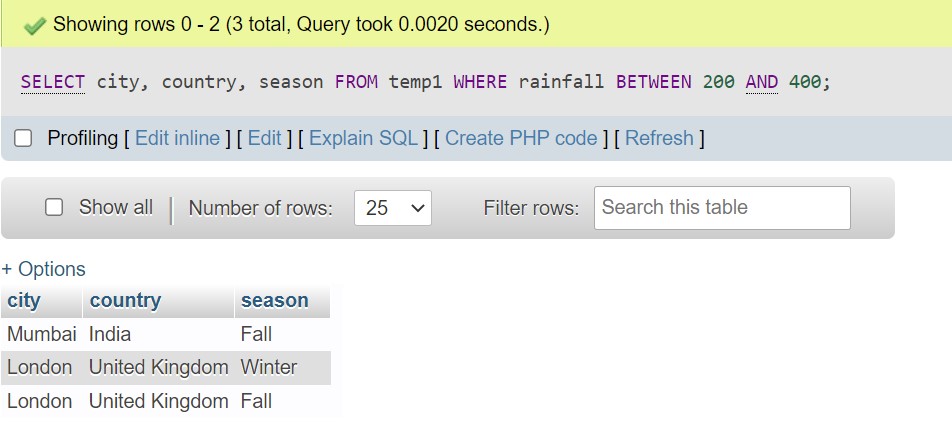 Showing rows 0 - 2 (3 total, Query took 0.0020 seconds.)
SELECT city, country, season FROM temp1 WHERE rainfall BETWEEN 200 AND 400;
Profiling [ Edit inline ] [ Edit ] [ Explain SQL ] [ Create PHP code ] [ Refresh ]
Show all | Number of rows: 25 Filter rows: Search this table
+ Options
city country season
Mumbai India Fall
London United Kingdom Winter
London United Kingdom Fall